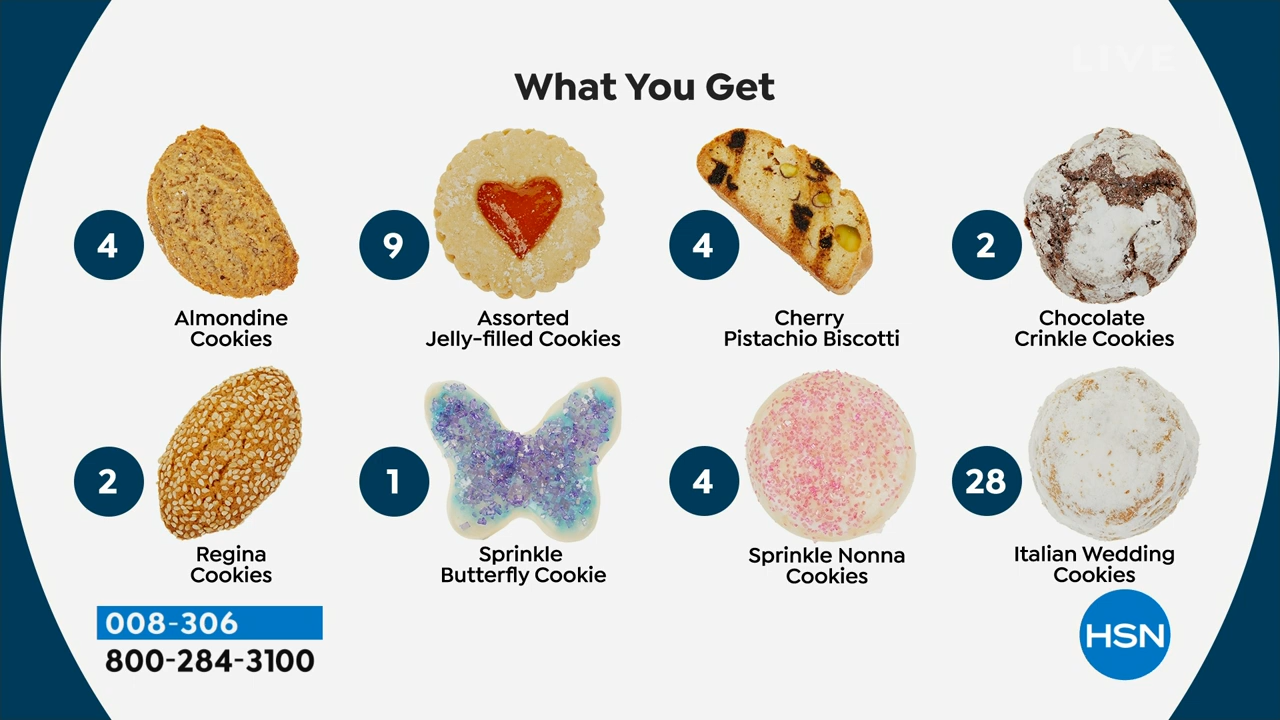 LIVE
What You Get
4
Almondine
Cookies
9
Assorted
Jelly-filled Cookies
4
Cherry
Pistachio Biscotti
2
Chocolate
Crinkle Cookies
2
Regina
Cookies
1
Sprinkle
Butterfly Cookie
4
Sprinkle Nonna
Cookies
28
Italian Wedding
Cookies
008-306
800-284-3100
HSN